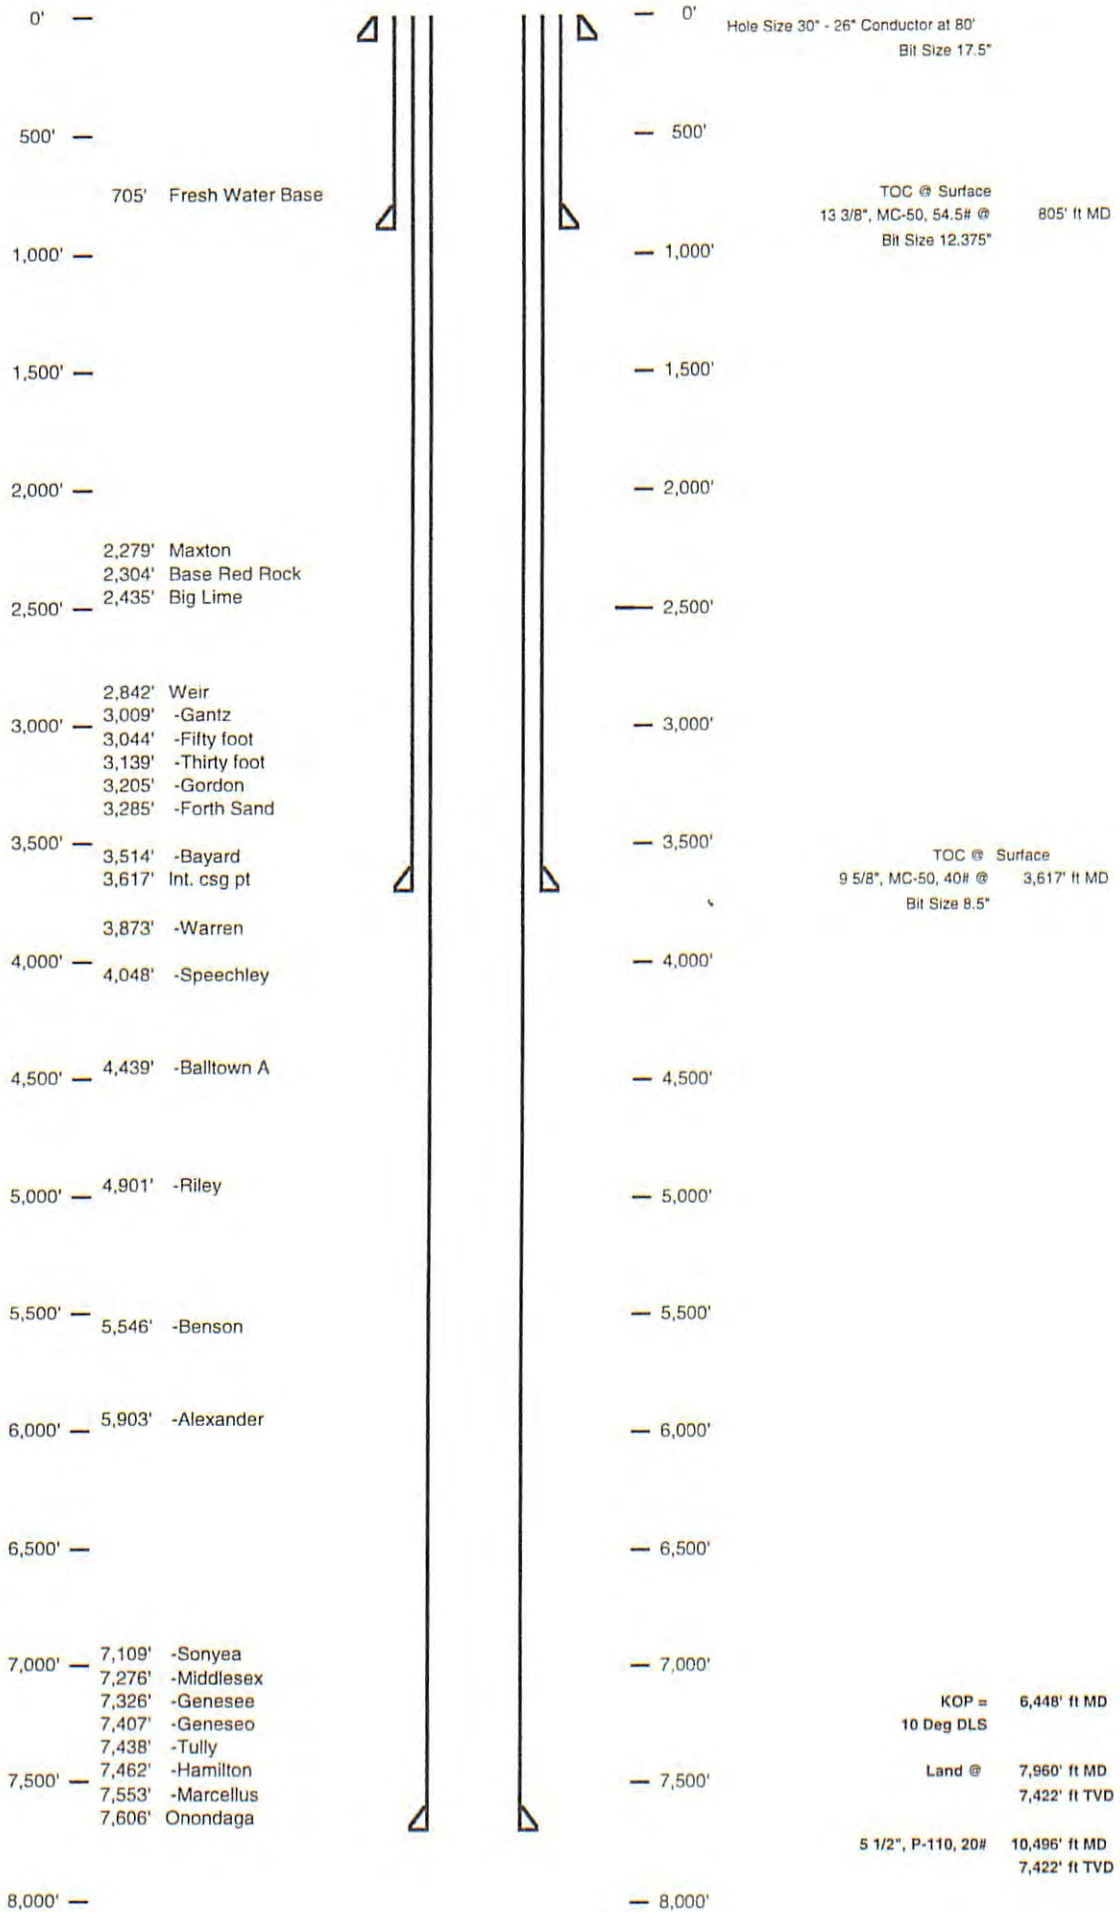 0'
500'
705' Fresh Water Base
1,000'
1,500'
2,000'
2,279' Maxton
2,304' Base Red Rock
2,435' Big Lime
2,500'
2,842' Weir
3,009' -Gantz
3,000'
3,044' -Fifty foot
3,139' -Thirty foot
3,205' -Gordon
3,285' -Forth Sand
3,500'
3,514' -Bayard
3,617' Int. csg pt
3,873' -Warren
4,000'
4,048' -Speechley
4,439' -Balltown A
4,500'
4,901' -Riley
5,000'
5,500'
5,546' -Benson
5,903' -Alexander
6,000'
6,500'
7,109' -Sonyea
7,000'
7,276' -Middlesex
7,326' -Genesee
7,407' -Geneseo
7,438' -Tully
7,462' -Hamilton
7,500'
7,553' -Marcellus
7,606' Onondaga
8,000'
0'
500'
1,000'
1,500'
2,000'
2,500'
3,000'
3,500'
4,000'
4,500'
5,000'
5,500'
6,000'
6,500'
7,000'
7,500'
8,000'
Hole Size 30" - 26" Conductor at 80'
Bit Size 17.5"
TOC @ Surface
13 3/8", MC-50, 54.5# @ 805' ft MD
Bit Size 12.375"
TOC @ Surface
9 5/8", MC-50, 40# @ 3,617' ft MD
Bit Size 8.5"
KOP = 6,448' ft MD
10 Deg DLS
Land @ 7,960' ft MD
7,422' ft TVD
5 1/2", P-110, 20# 10,496' ft MD
7,422' ft TVD